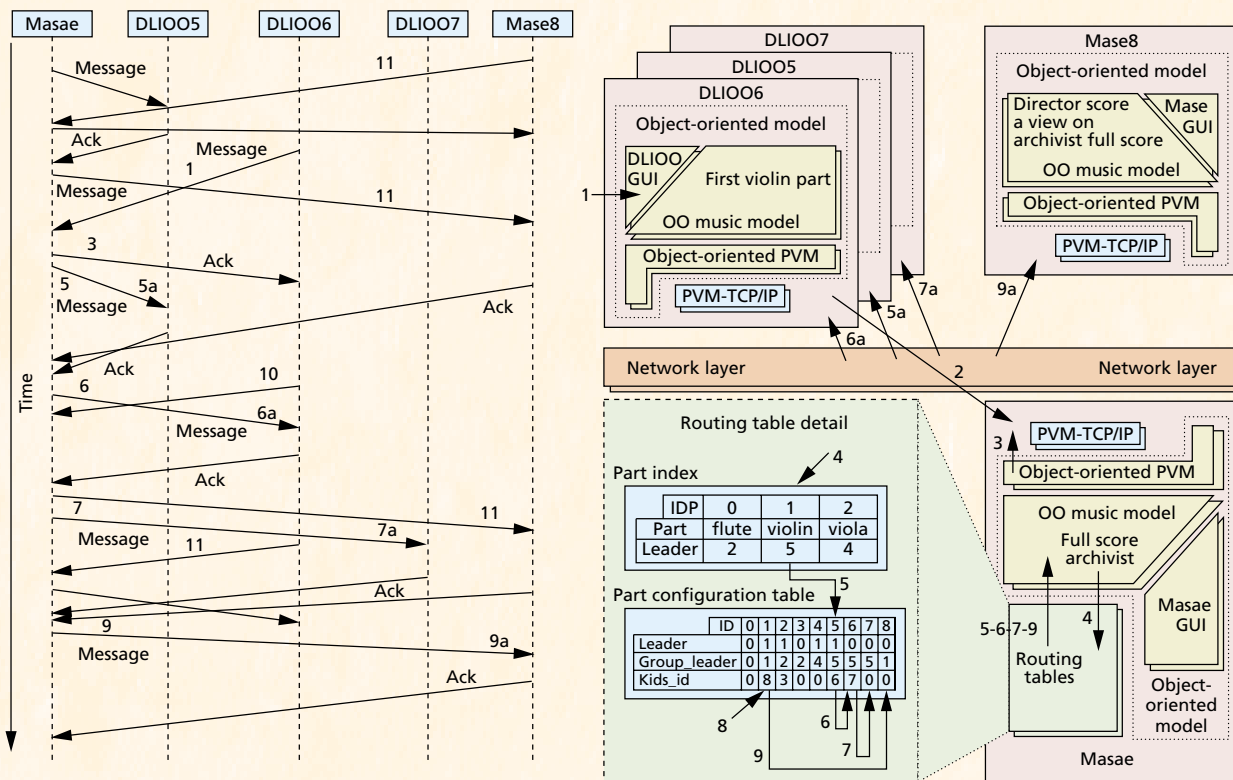 Masae
DLIOO5
DLIOO6
DLIOO7
Mase8
Time
Message
11
Ack
Message
1
Message
11
3
Ack
5
5a
Message
Ack
Ack
10
6
6a
Message
Ack
7
11
7a
Message
11
Ack
9
9a
Message
Ack
DLIOO7
DLIOO5
DLIOO6
Object-oriented model
DLIOO
GUI
First violin part
OO music model
1
Object-oriented PVM
PVM-TCP/IP
7a
5a
6a
Mase8
Object-oriented model
Director score
a view on
archivist full score
Mase
GUI
OO music model
Object-oriented PVM
PVM-TCP/IP
9a
Network layer
2
Network layer
Routing table detail
4
Part index
IDP 0 1 2
Part flute violin viola
Leader 2 5 4
5
Part configuration table
ID 0 1 2 3 4 5 6 7 8
Leader 0 1 1 0 1 1 0 0 0
Group_leader 0 1 2 2 4 5 5 5 1
Kids_id 0 8 3 0 0 6 7 0 0
8
6
7
9
PVM-TCP/IP
3
Object-oriented PVM
OO music model
Full score
archivist
5-6-7-9
4
Routing
tables
Masae
GUI
Object-
oriented
model
Masae